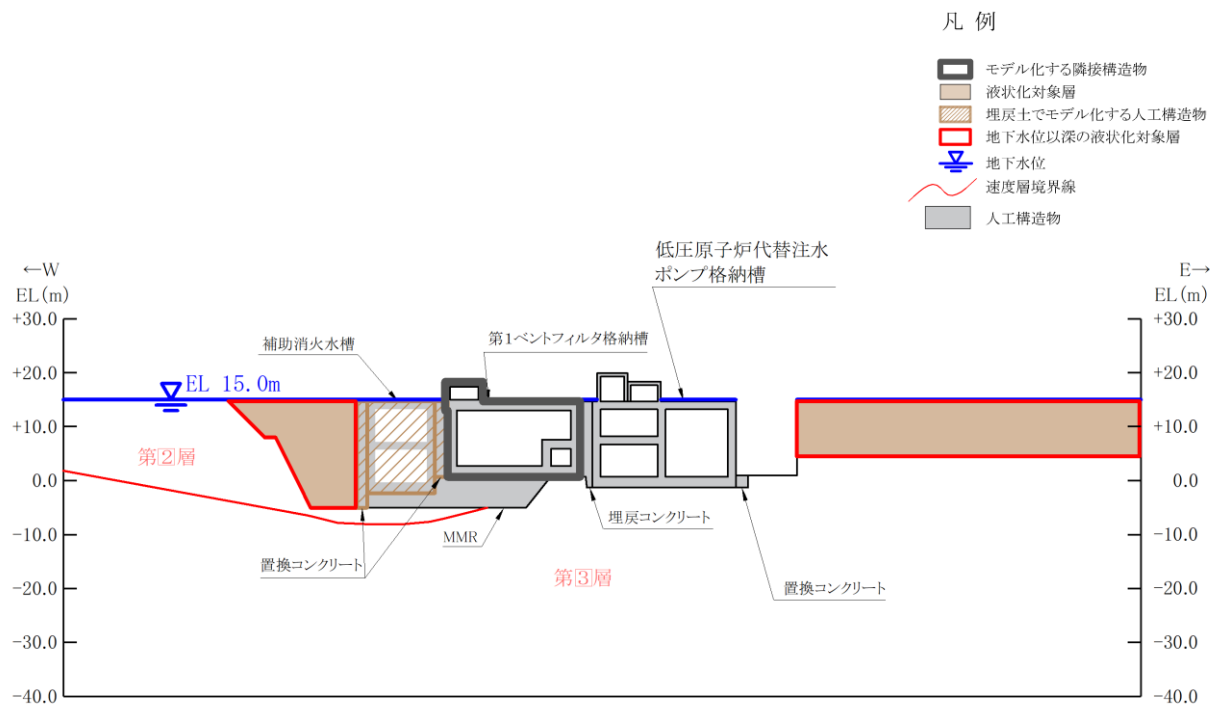 凡 例
モデル化する隣接構造物
液状化対象層
埋戻土でモデル化する人工構造物
地下水位以深の液状化対象層
地下水位
速度層境界線
人工構造物
低圧原子炉代替注水
ポンプ格納槽
←W
EL(m)
E→
EL(m)
+30.0
+20.0
+10.0
0.0
-10.0
-20.0
-30.0
-40.0
補助消火水槽
第1ベントフィルタ格納槽
EL 15.0m
第②層
置換コンクリート
MMR
埋戻コンクリート
第③層
置換コンクリート
+30.0
+20.0
+10.0
0.0
-10.0
-20.0
-30.0
-40.0